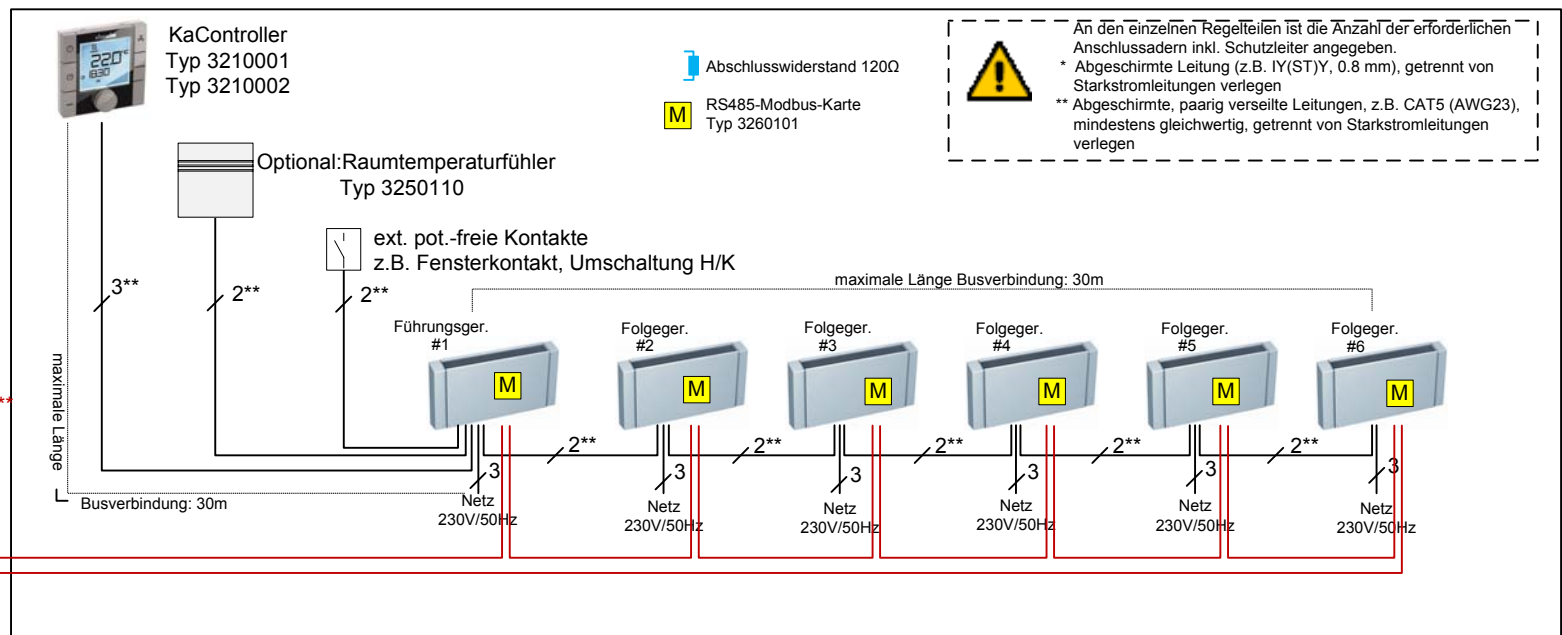 KaController
Typ 3210001
Typ 3210002
22.0°C
18:30
Abschlusswiderstand 120Ω
M
RS485-Modbus-Karte
Typ 3260101
An den einzelnen Regelteilen ist die Anzahl der erforderlichen
Anschlussadern inkl. Schutzleiter angegeben.
* Abgeschirmte Leitung (z.B. IY(ST)Y, 0.8 mm), getrennt von
Starkstromleitungen verlegen
** Abgeschirmte, paarig verseilte Leitungen, z.B. CAT5 (AWG23),
mindestens gleichwertig, getrennt von Starkstromleitungen
verlegen
Optional:Raumtemperaturfühler
Typ 3250110
ext. pot.-freie Kontakte
z.B. Fensterkontakt, Umschaltung H/K
3**
2**
2**
maximale Länge Busverbindung: 30m
Führungsger.
#1
Folgeger.
#2
Folgeger.
#3
Folgeger.
#4
Folgeger.
#5
Folgeger.
#6
M
M
M
M
M
M
**
maximale Länge
2**
2**
2**
2**
2**
3
3
3
3
3
3
Busverbindung: 30m
Netz
230V/50Hz
Netz
230V/50Hz
Netz
230V/50Hz
Netz
230V/50Hz
Netz
230V/50Hz
Netz
230V/50Hz